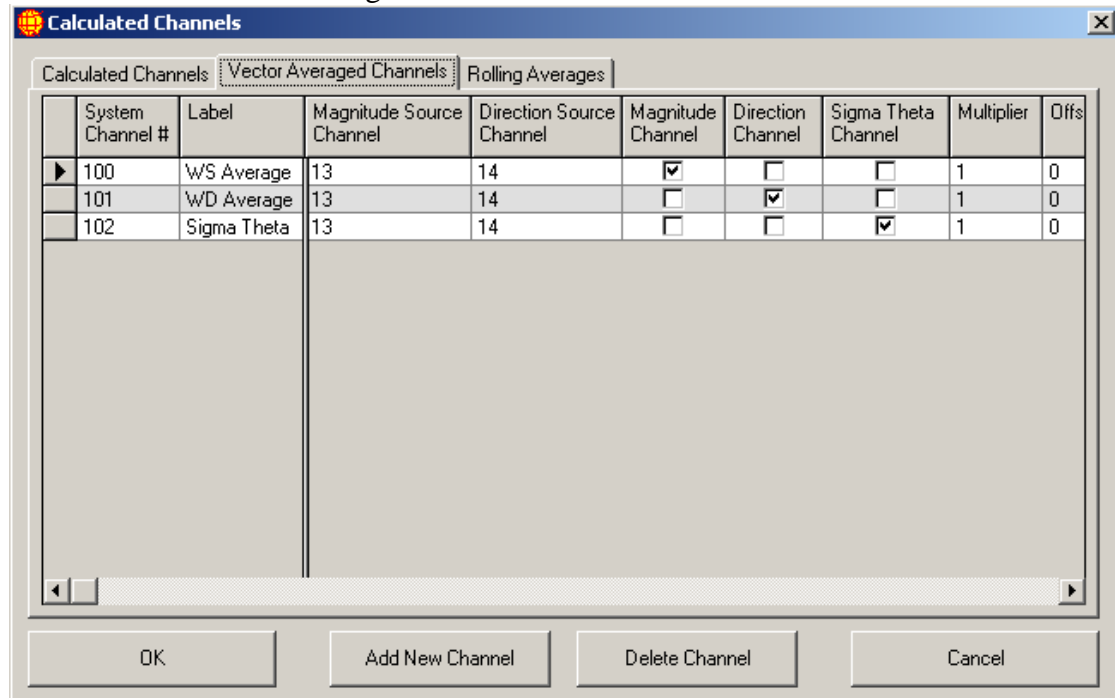 Calculated Channels
Calculated Channels Vector Averaged Channels Rolling Averages
System Channel # Label Magnitude Source Channel Direction Source Channel Magnitude Channel Direction Channel Sigma Theta Channel Multiplier Offs
100 WS Average 13 14 1 0
101 WD Average 13 14 1 0
102 Sigma Theta 13 14 1 0
OK Add New Channel Delete Channel Cancel